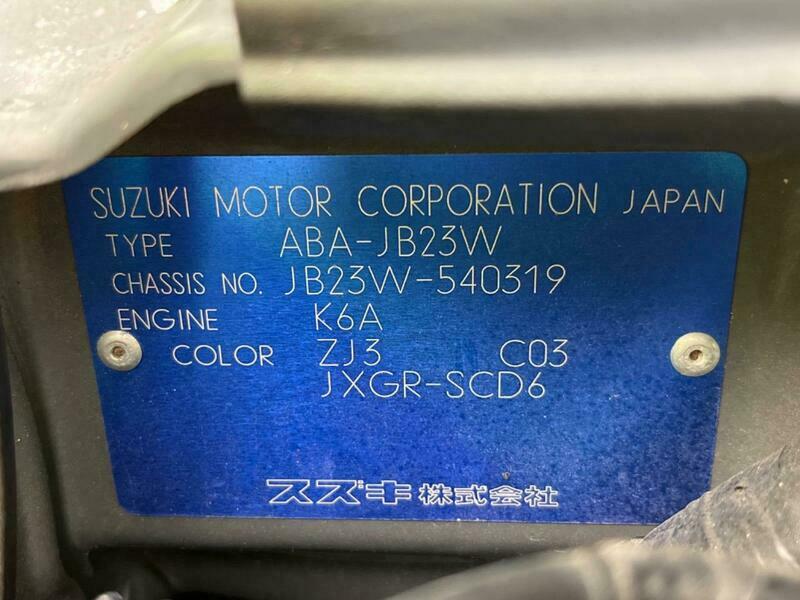 SUZUKI MOTOR CORPORATION JAPAN
TYPE ABA-JB23W
CHASSIS NO. JB23W-540319
ENGINE K6A
COLOR ZJ3 C03
JXGR-SCD6
スズキ株式会社